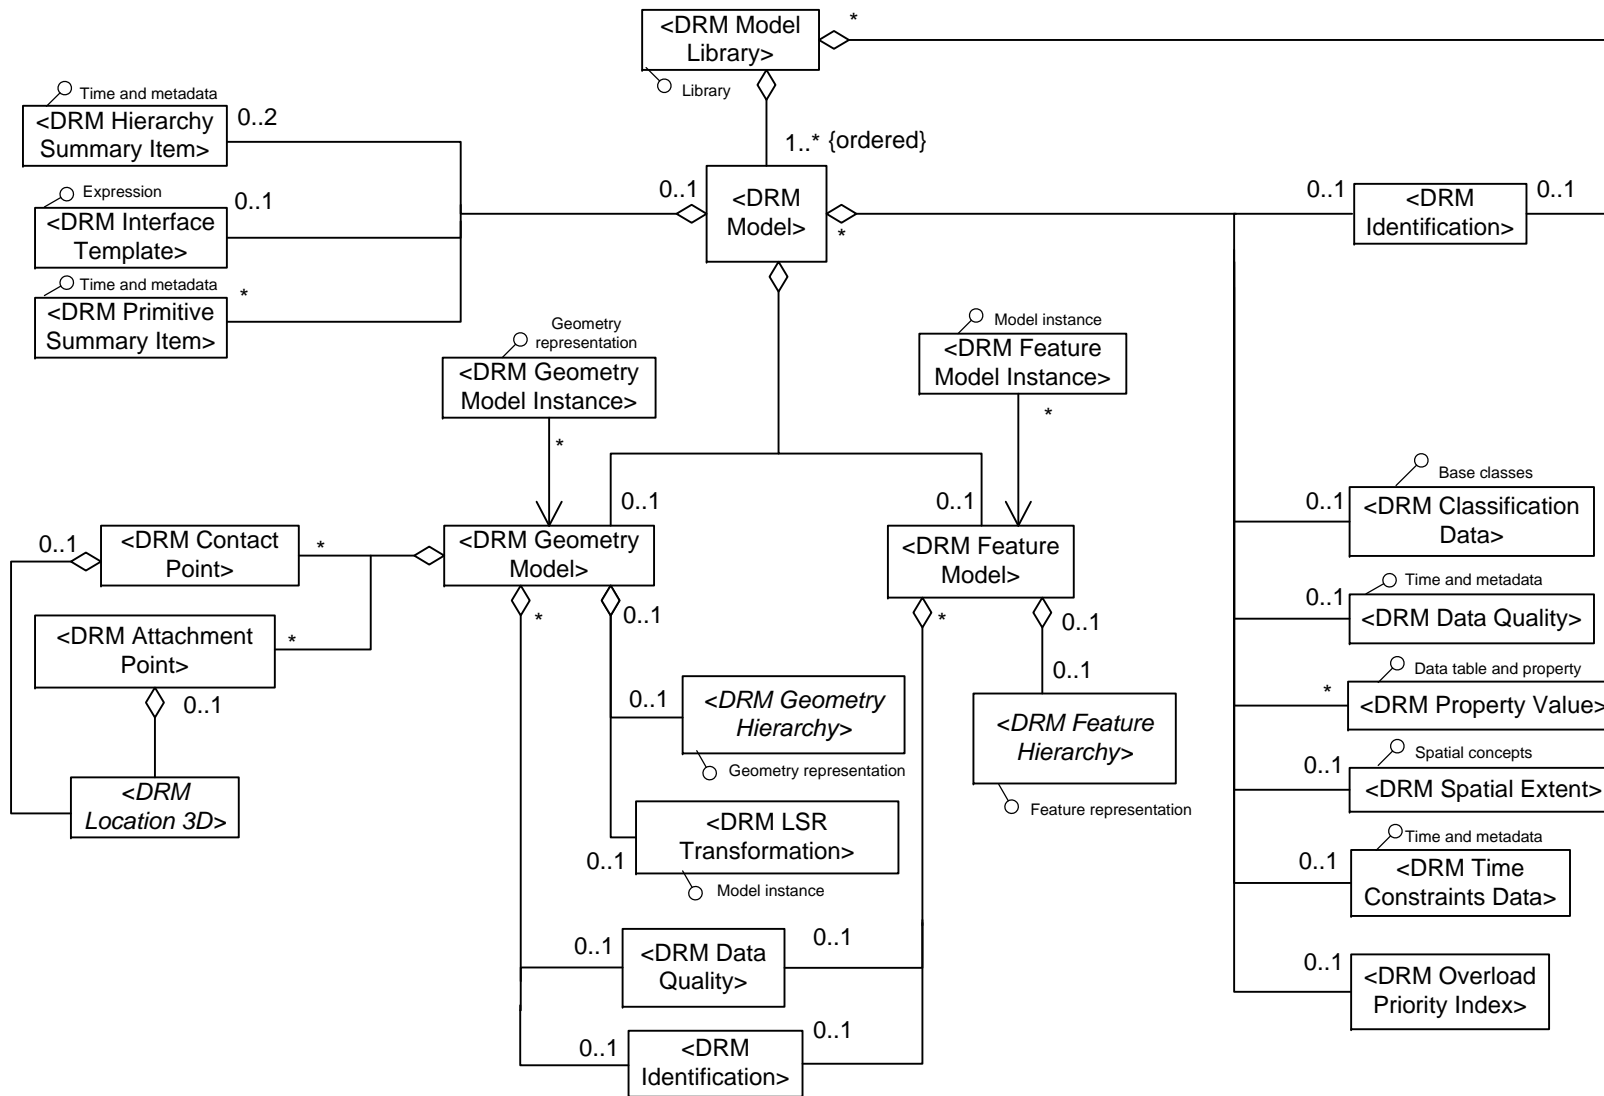 <DRM Model
Library>
*
Library
Time and metadata
<DRM Hierarchy
Summary Item>
0..2
1..* {ordered}
Expression
<DRM Interface
Template>
0..1
0..1
<DRM
Model>
*
0..1
<DRM
Identification>
0..1
Time and metadata
<DRM Primitive
Summary Item>
*
Geometry
representation
<DRM Geometry
Model Instance>
*
Model instance
<DRM Feature
Model Instance>
*
0..1
0..1
Base classes
0..1
<DRM Classification
Data>
0..1
<DRM Contact
Point>
*
<DRM Geometry
Model>
<DRM Feature
Model>
Time and metadata
0..1
<DRM Data Quality>
<DRM Attachment
Point>
*
0..1
*
0..1
*
0..1
0..1
Data table and property
*
<DRM Property Value>
0..1
<DRM Geometry
Hierarchy>
Geometry representation
<DRM Feature
Hierarchy>
Feature representation
Spatial concepts
0..1
<DRM Spatial Extent>
<DRM
Location 3D>
0..1
<DRM LSR
Transformation>
Model instance
Time and metadata
0..1
<DRM Time
Constraints Data>
0..1
<DRM Data
Quality>
0..1
0..1
<DRM Overload
Priority Index>
0..1
<DRM
Identification>
0..1